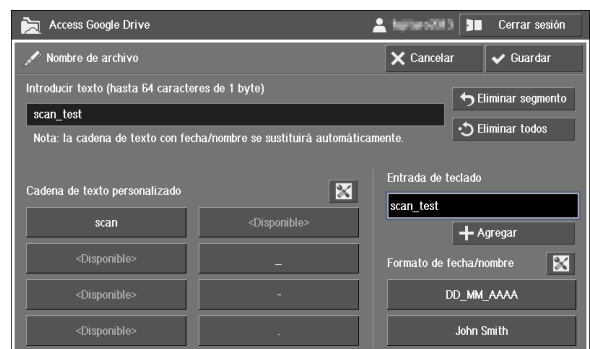 Access Google Drive
Cerrar sesión
Nombre de archivo
Cancelar
Guardar
Introducir texto (hasta 64 caracteres de 1 byte)
Eliminar segmento
scan_test
Eliminar todos
Nota: la cadena de texto con fecha/nombre se sustituirá automáticamente.
Entrada de teclado
Cadena de texto personalizado
scan_test
scan
<Disponible>
Agregar
<Disponible>
_
Formato de fecha/nombre
<Disponible>
-
DD_MM_AAAA
<Disponible>
.
John Smith